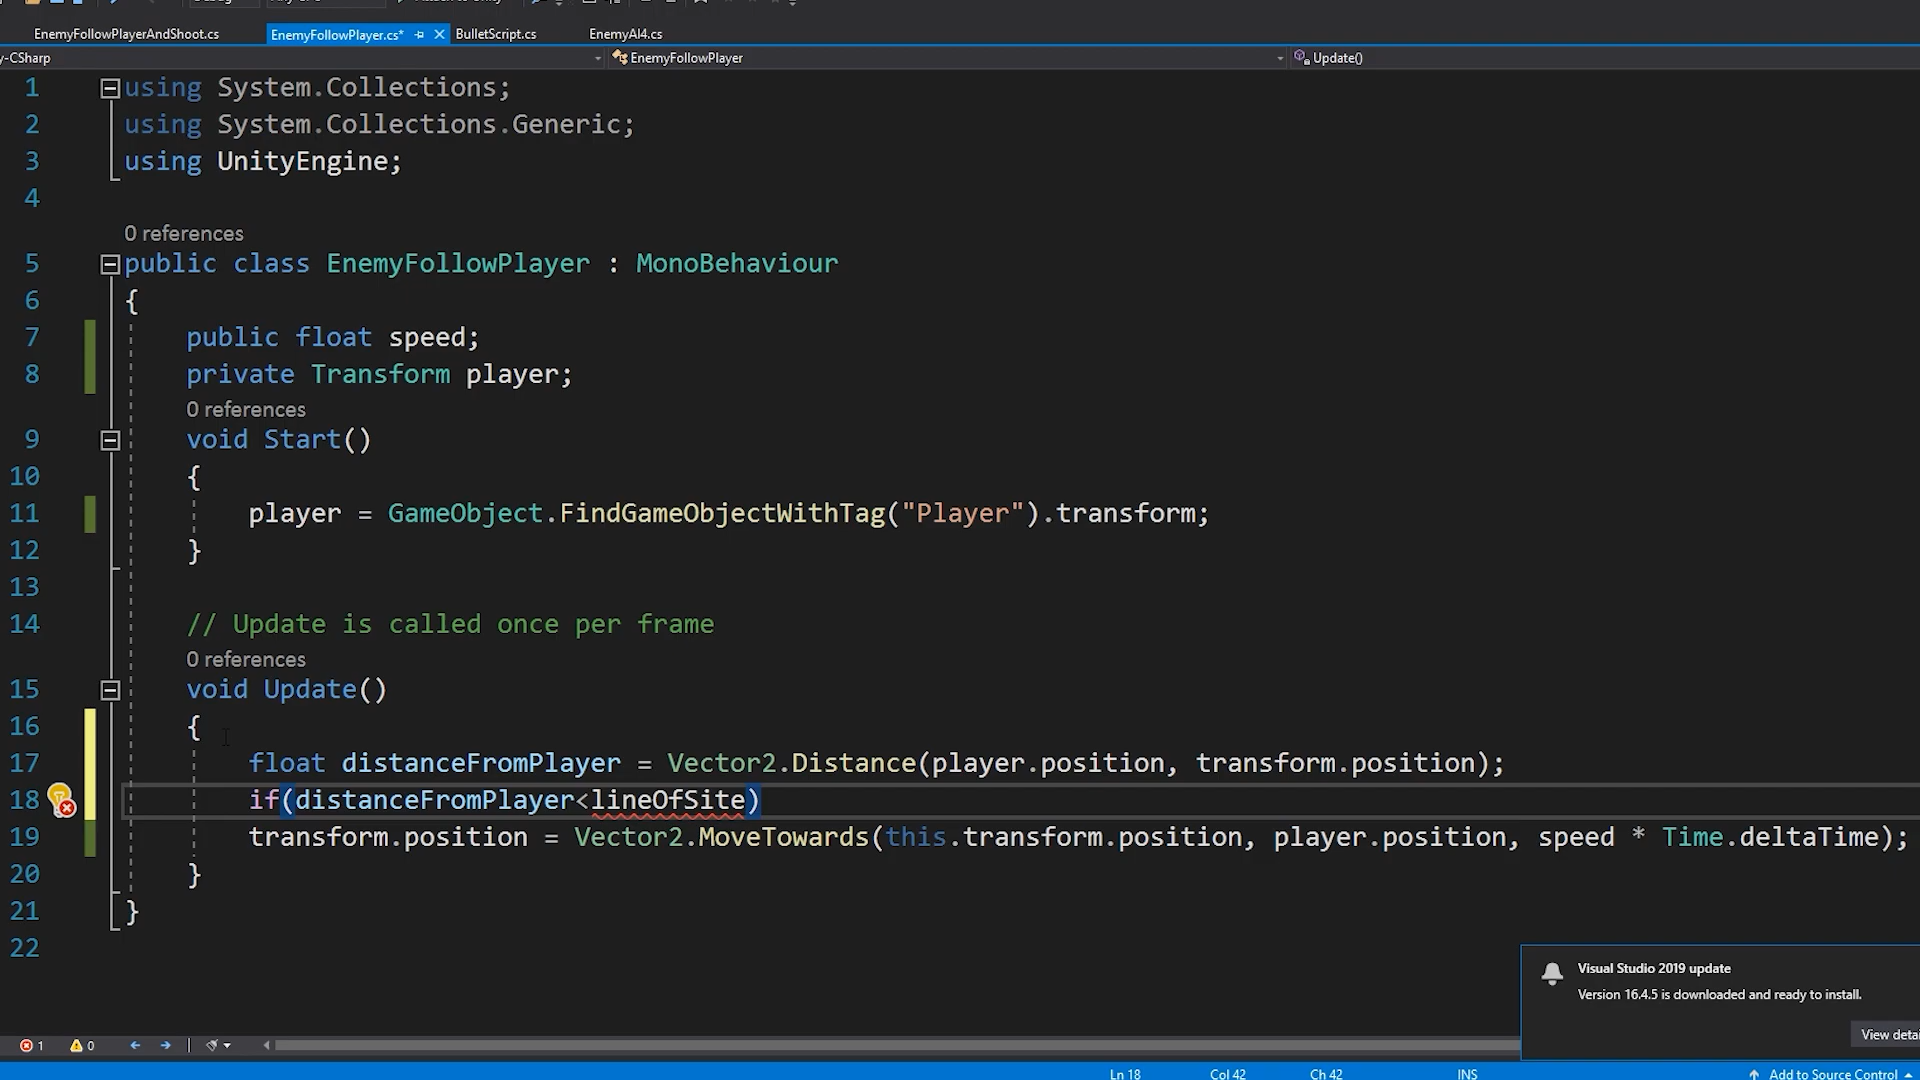 EnemyFollowPlayerAndShoot.cs EnemyFollowPlayer.cs* BulletScript.cs EnemyAI4.cs
y-CSharp EnemyFollowPlayer Update()
1 using System.Collections;
2 using System.Collections.Generic;
3 using UnityEngine;
4
0 references
5 public class EnemyFollowPlayer : MonoBehaviour
6 {
7 public float speed;
8 private Transform player;
0 references
9 void Start()
10 {
11 player = GameObject.FindGameObjectWithTag("Player").transform;
12 }
13
14 // Update is called once per frame
0 references
15 void Update()
16 {
17 float distanceFromPlayer = Vector2.Distance(player.position, transform.position);
18 if(distanceFromPlayer<lineOfSite)
19 transform.position = Vector2.MoveTowards(this.transform.position, player.position, speed * Time.deltaTime);
20 }
21 }
22
Visual Studio 2019 update
Version 16.4.5 is downloaded and ready to install.
View detai
1 0
Ln 18 Col 42 Ch 42 INS Add to Source Control